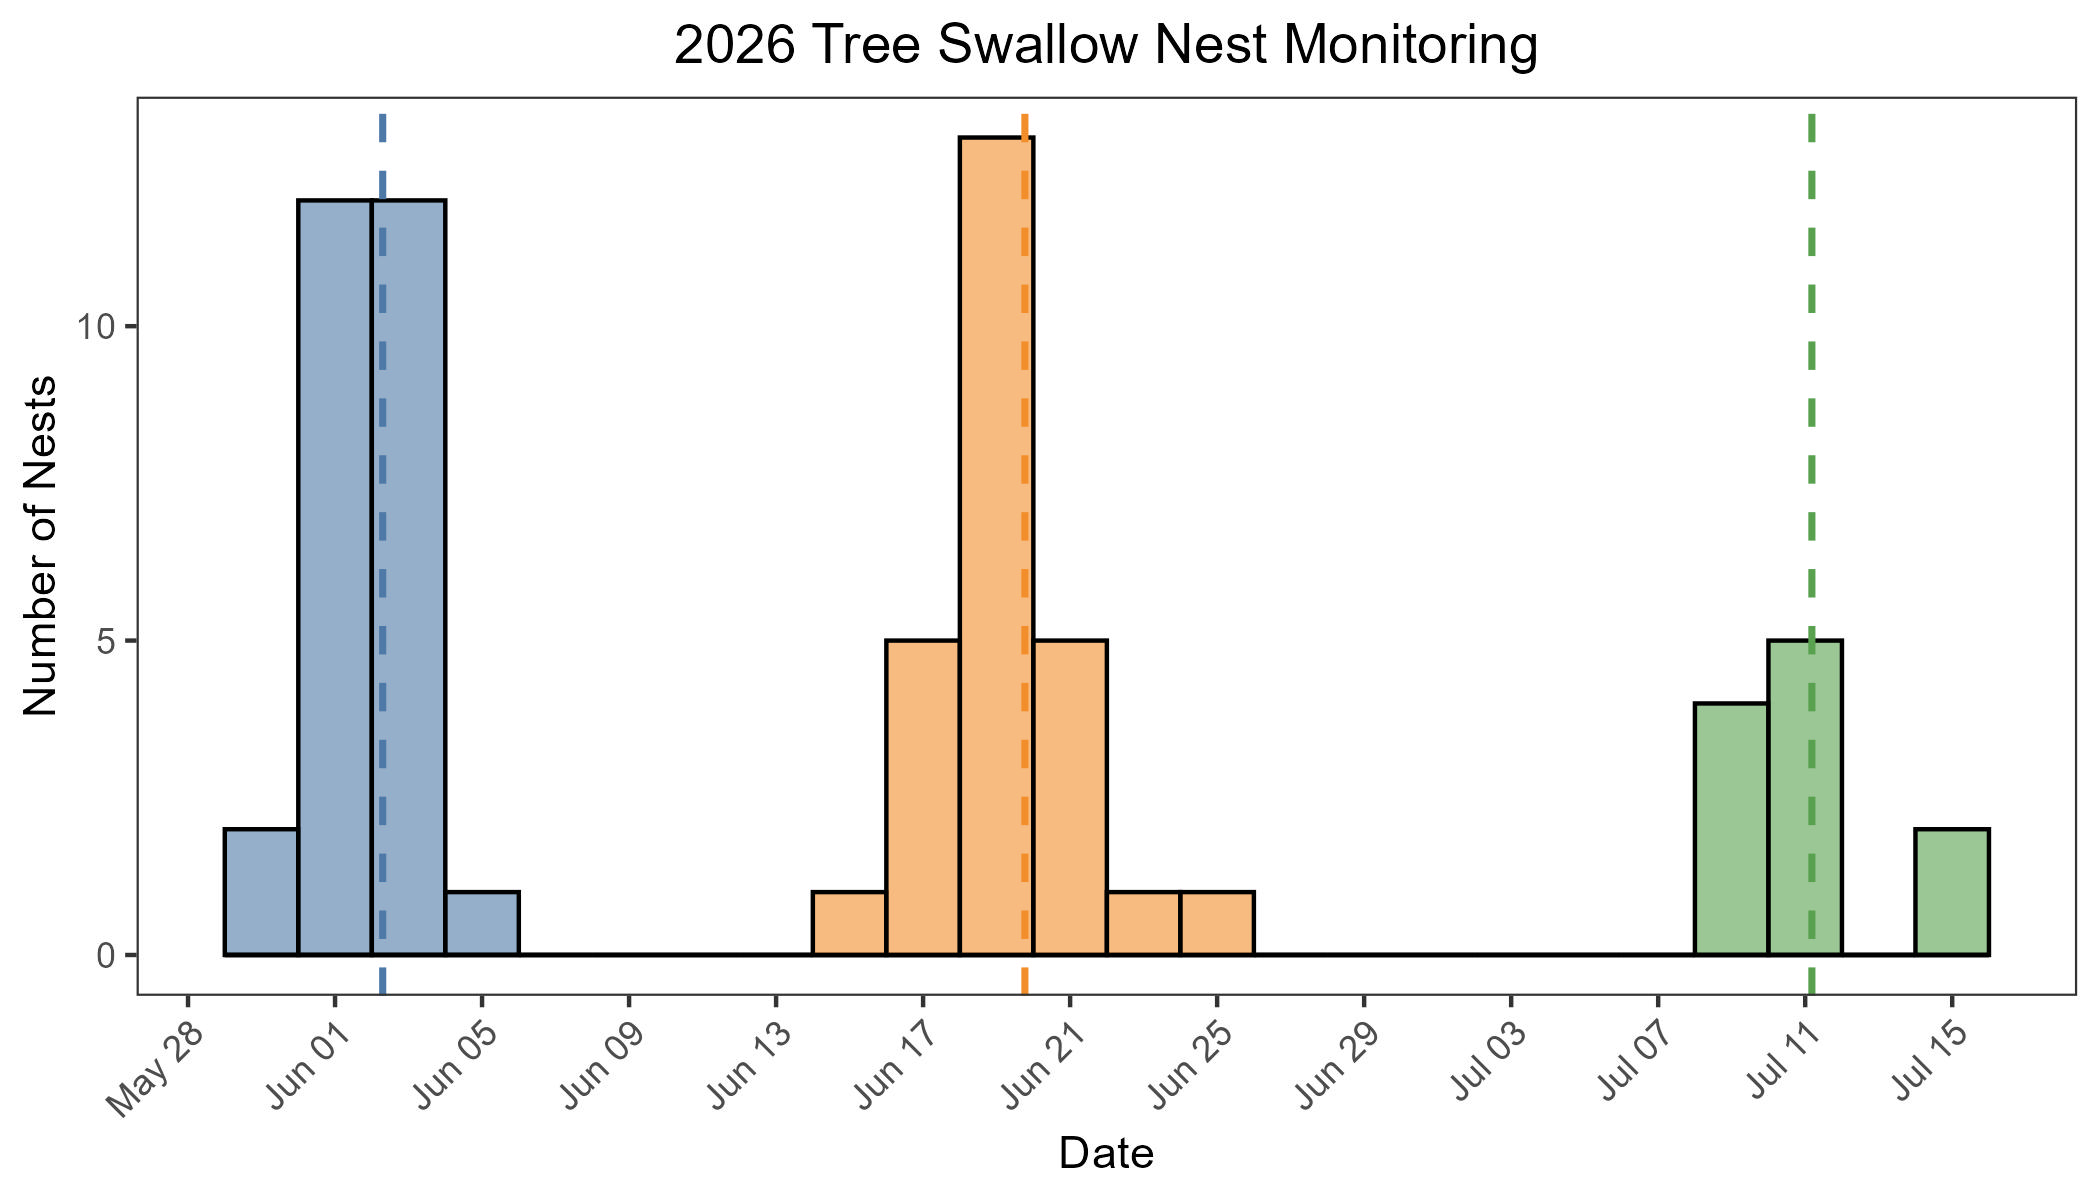 2026 Tree Swallow Nest Monitoring
Number of Nests
10
5
0
May 28
Jun 01
Jun 05
Jun 09
Jun 13
Jun 17
Jun 21
Jun 25
Jun 29
Jul 03
Jul 07
Jul 11
Jul 15
Date